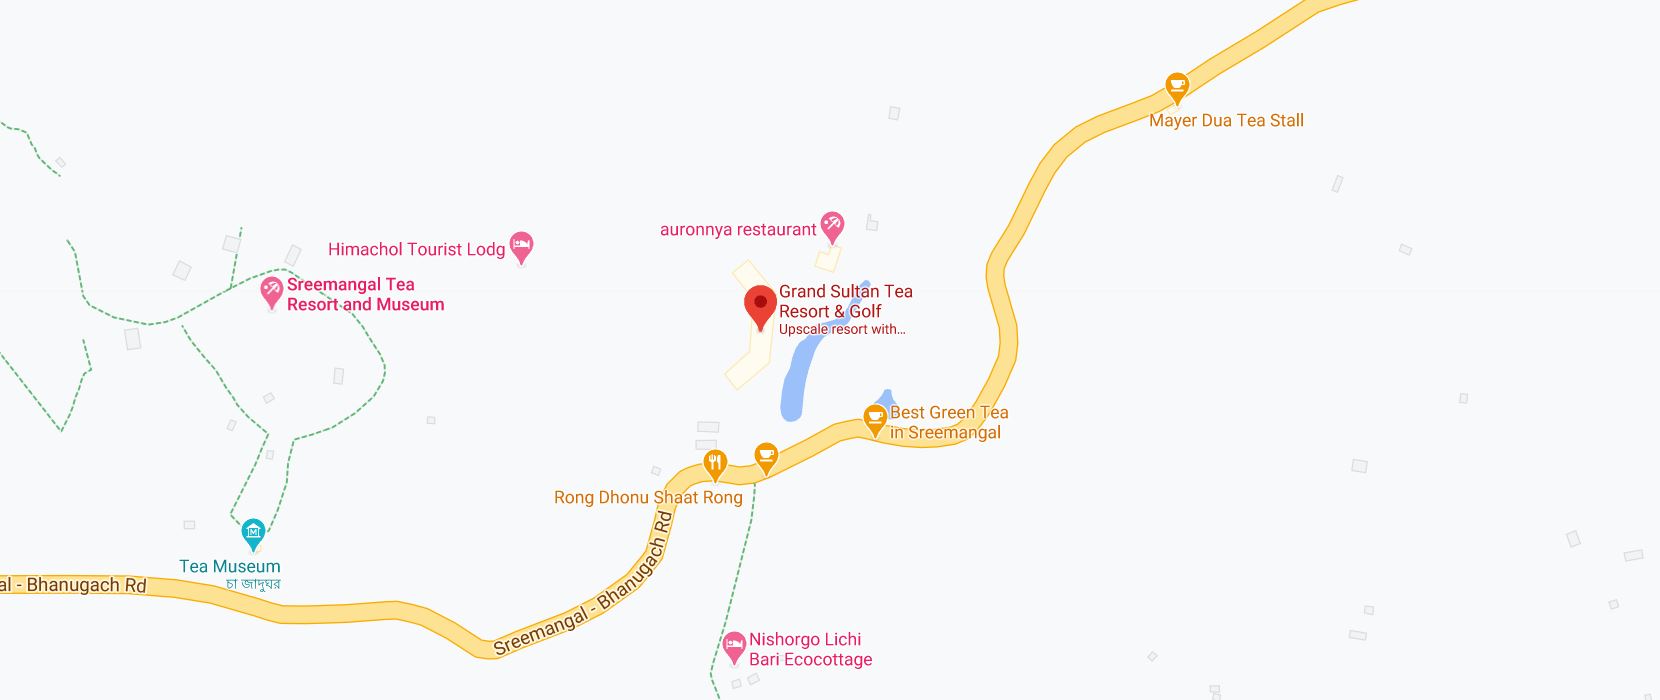 Mayer Dua Tea Stall
auronnya restaurant
Himachol Tourist Lodg
Sreemangal Tea
Resort and Museum
Grand Sultan Tea
Resort & Golf
Upscale resort with...
Best Green Tea
in Sreemangal
Rong Dhonu Shaat Rong
Tea Museum
চা জাদুঘর
al - Bhanugach Rd
Sreemangal - Bhanugach Rd
Nishorgo Lichi
Bari Ecocottage